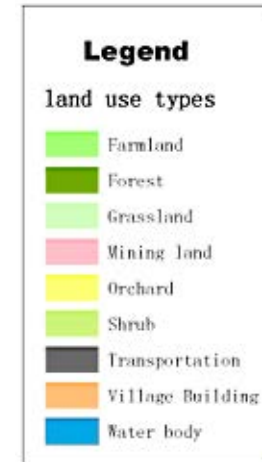 Legend
land use types
Farmland
Forest
Grassland
Mining land
Orchard
Shrub
Transportation
Village Building
Water body